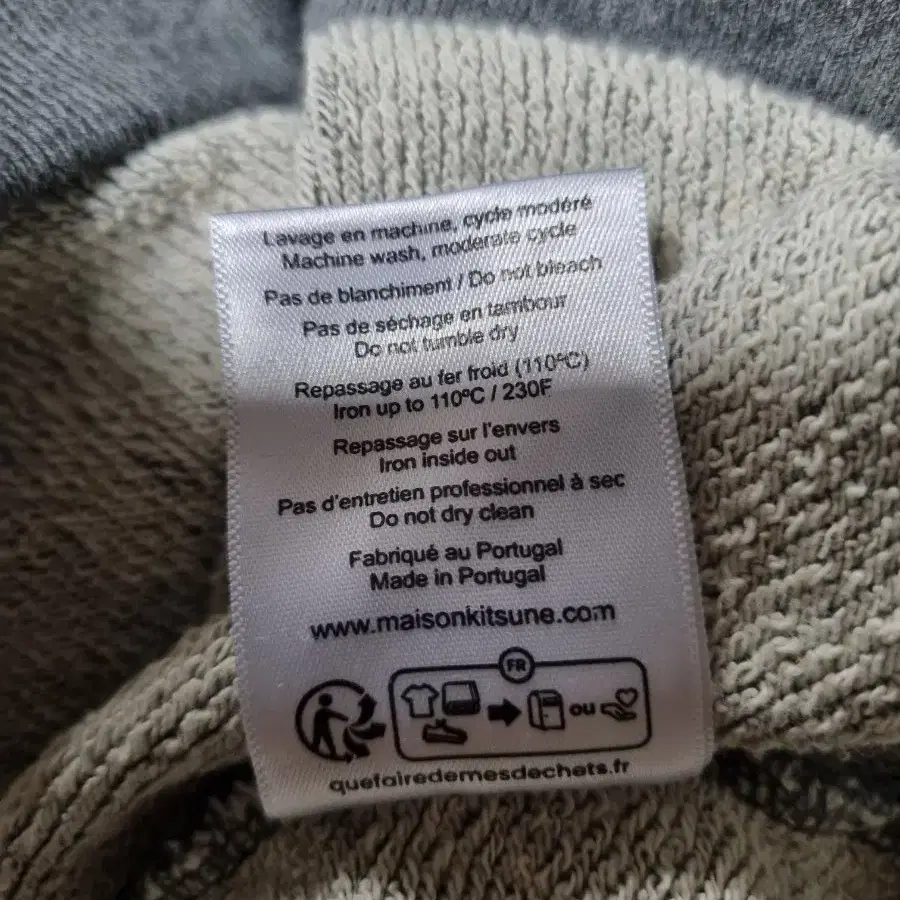 Lavage en machine, cycle modéré
Machine wash, moderate cycle
Pas de blanchiment / Do not bleach
Pas de séchage en tambour
Do not tumble dry
Repassage au fer froid (110ºC)
Iron up to 110ºC / 230F
Repassage sur l'envers
Iron inside out
Pas d'entretien professionnel à sec
Do not dry clean
Fabriqué au Portugal
Made in Portugal
www.maisonkitsune.com
FR
ou
quefairedemesdechets.fr